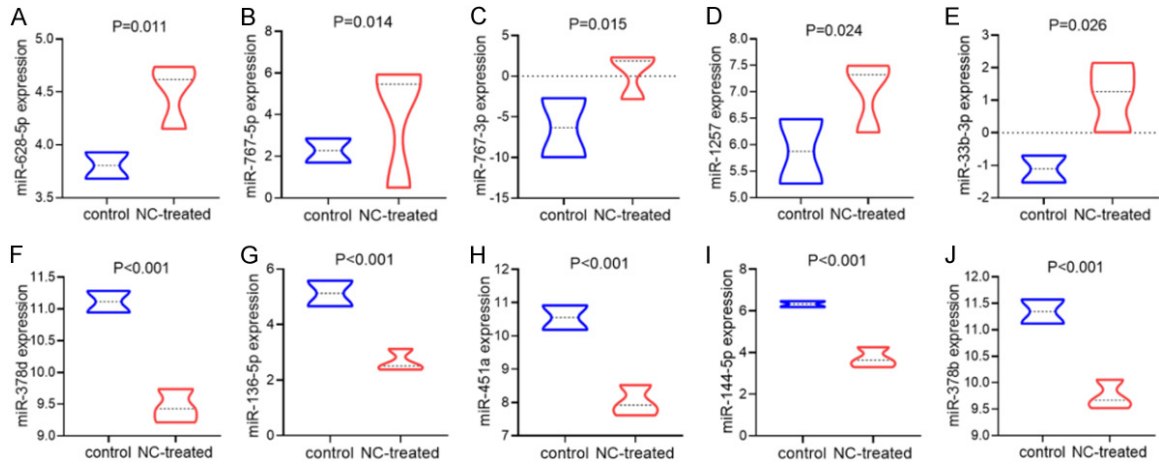 A
P=0.011
miR-628-5p expression
5.0
4.5
4.0
3.5
control NC-treated
B
P=0.014
miR-767-5p expression
8
6
4
2
0
control NC-treated
C
P=0.015
miR-767-3p expression
5
0
-5
-10
-15
control NC-treated
D
P=0.024
miR-1257 expression
8.0
7.5
7.0
6.5
6.0
5.5
5.0
control NC-treated
E
P=0.026
miR-33b-3p expression
3
2
1
0
-1
-2
control NC-treated
F
P<0.001
miR-378d expression
11.5
11.0
10.5
10.0
9.5
9.0
control NC-treated
G
P<0.001
miR-136-5p expression
6
4
2
0
control NC-treated
H
P<0.001
miR-451a expression
12
11
10
9
8
7
control NC-treated
I
P<0.001
miR-144-5p expression
8
6
4
2
0
control NC-treated
J
P<0.001
miR-378b expression
12.0
11.5
11.0
10.5
10.0
9.5
9.0
control NC-treated